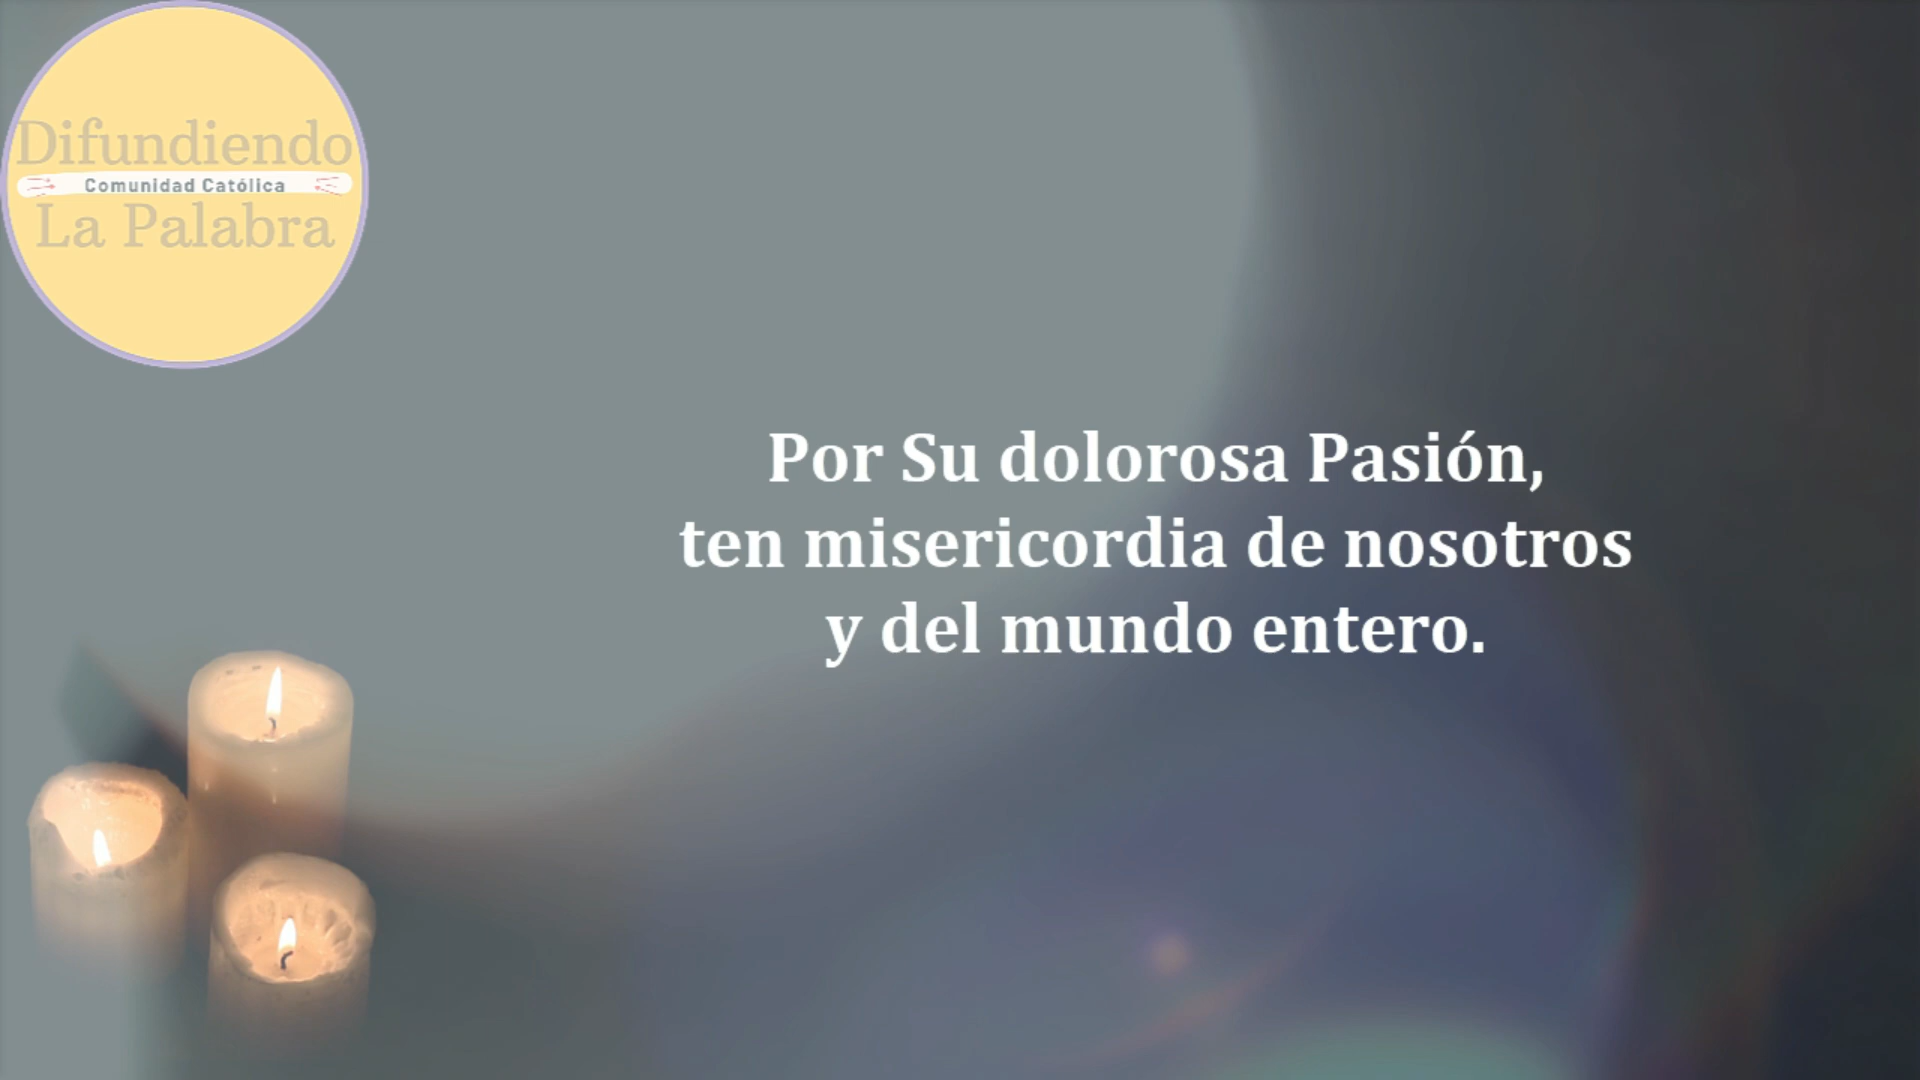 Difundiendo
Comunidad Católica
La Palabra
Por Su dolorosa Pasión,
ten misericordia de nosotros
y del mundo entero.